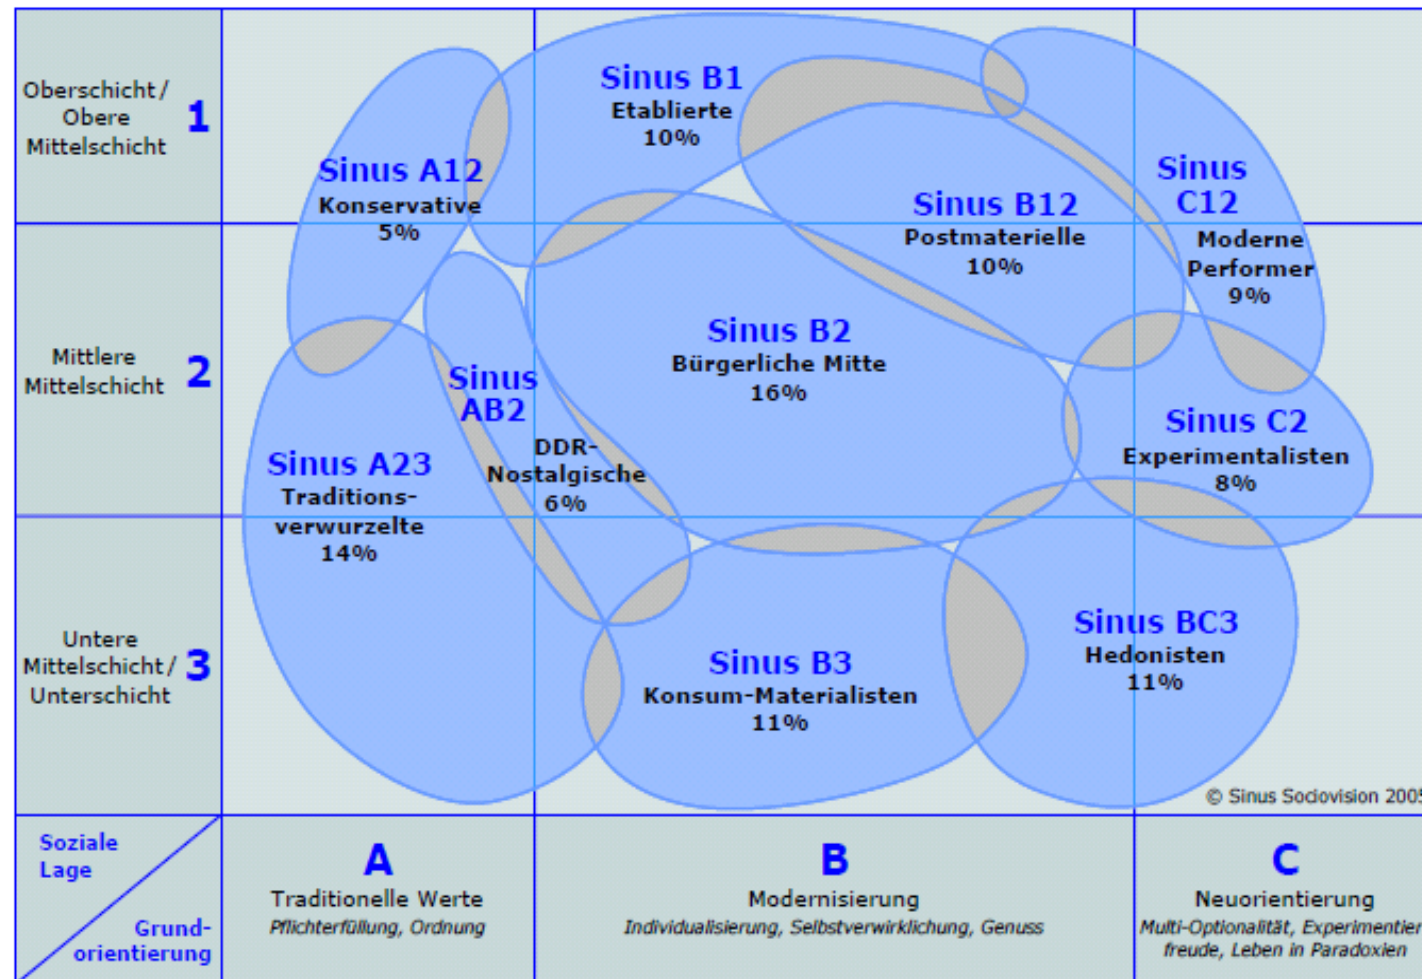 Oberschicht /
Obere
Mittelschicht
1
Sinus B1
Etablierte
10%
Sinus A12
Konservative
5%
Sinus B12
Postmaterielle
10%
Sinus
C12
Moderne
Performer
9%
Mittlere
Mittelschicht
2
Sinus B2
Bürgerliche Mitte
16%
Sinus
AB2
DDR-
Nostalgische
6%
Sinus A23
Traditions-
verwurzelte
14%
Sinus C2
Experimentalisten
8%
Untere
Mittelschicht /
Unterschicht
3
Sinus B3
Konsum-Materialisten
11%
Sinus BC3
Hedonisten
11%
© Sinus Sociovision 2005
Soziale
Lage
Grund-
orientierung
A
Traditionelle Werte
Pflichterfüllung, Ordnung
B
Modernisierung
Individualisierung, Selbstverwirklichung, Genuss
C
Neuorientierung
Multi-Optionalität, Experimentier-
freude, Leben in Paradoxien